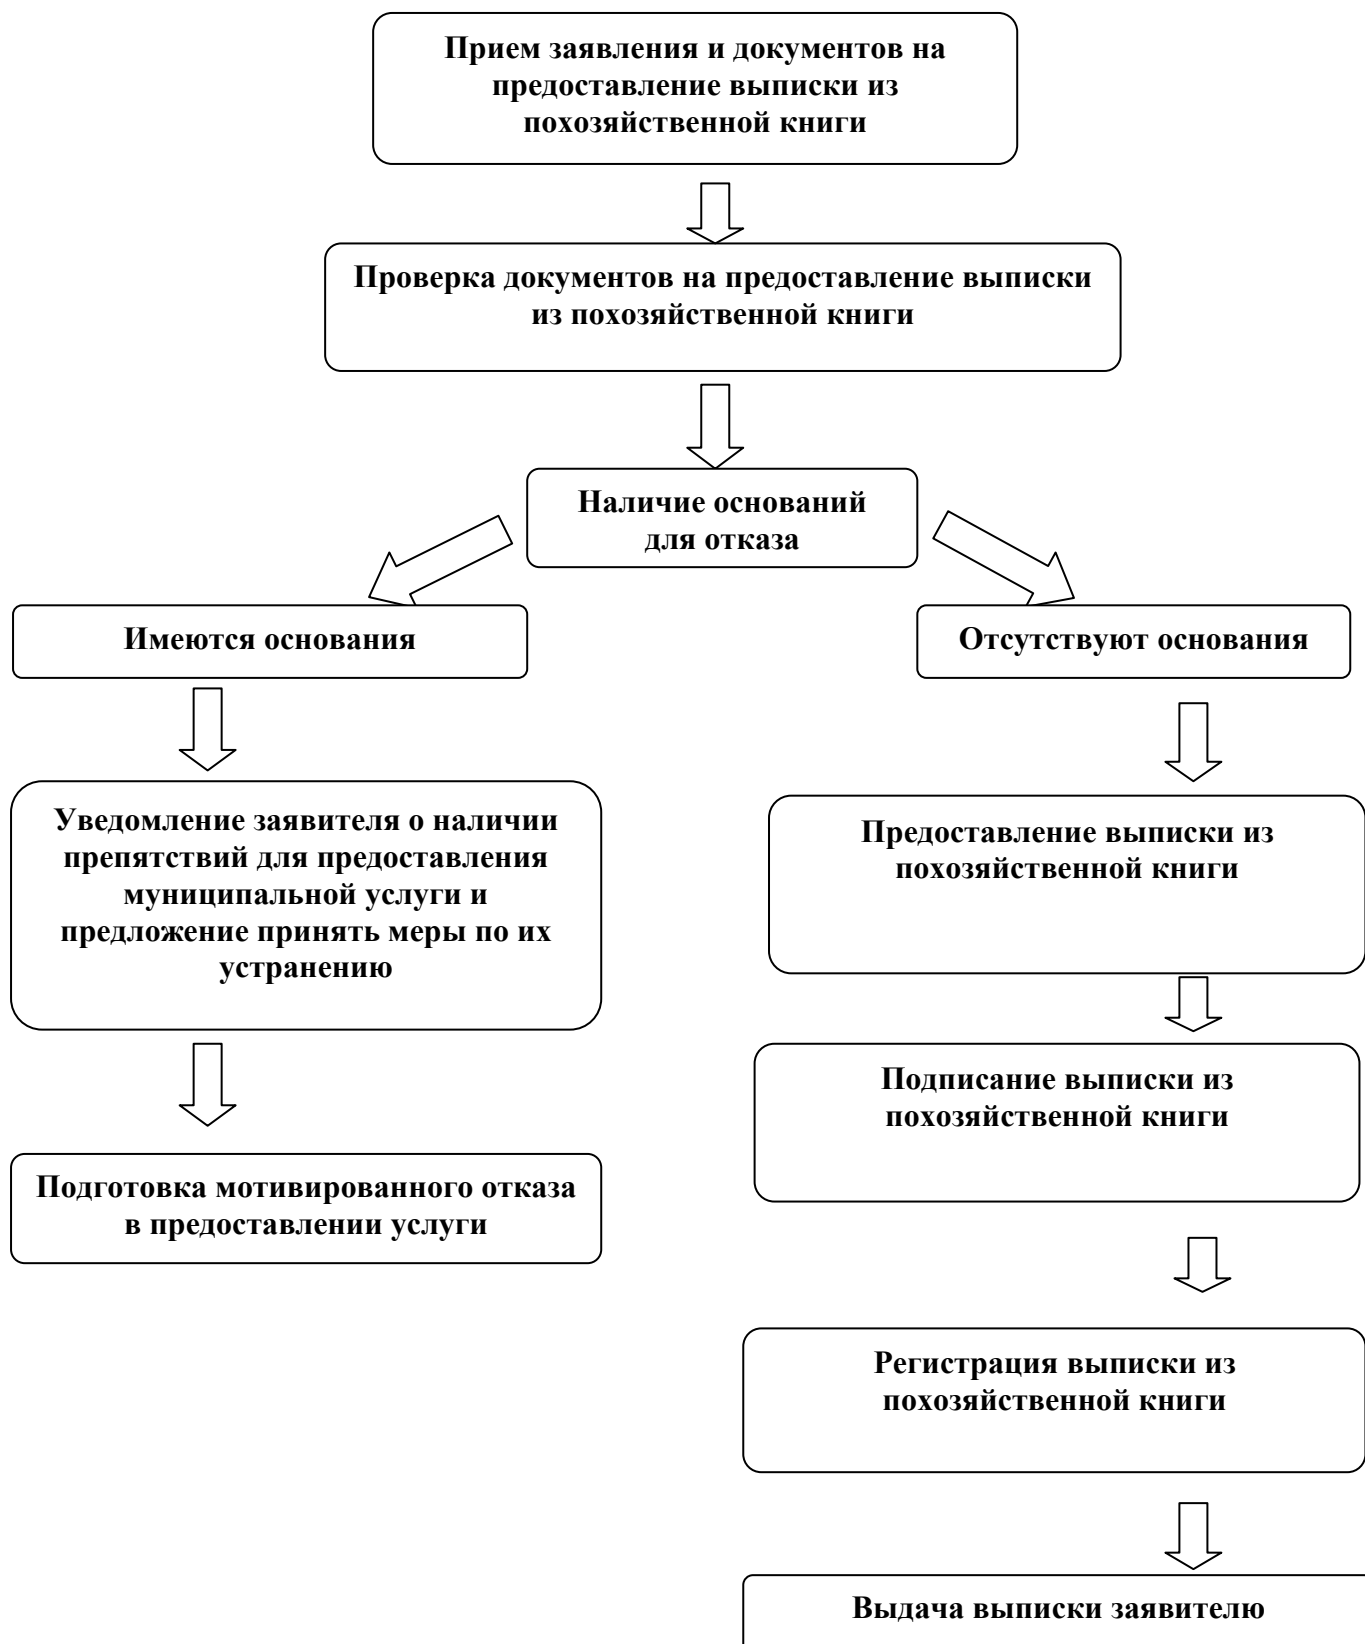 Прием заявления и документов на
предоставление выписки из
похозяйственной книги
Проверка документов на предоставление выписки
из похозяйственной книги
Наличие оснований
для отказа
Имеются основания
Отсутствуют основания
Уведомление заявителя о наличии
препятствий для предоставления
муниципальной услуги и
предложение принять меры по их
устранению
Подготовка мотивированного отказа
в предоставлении услуги
Предоставление выписки из
похозяйственной книги
Подписание выписки из
похозяйственной книги
Регистрация выписки из
похозяйственной книги
Выдача выписки заявителю